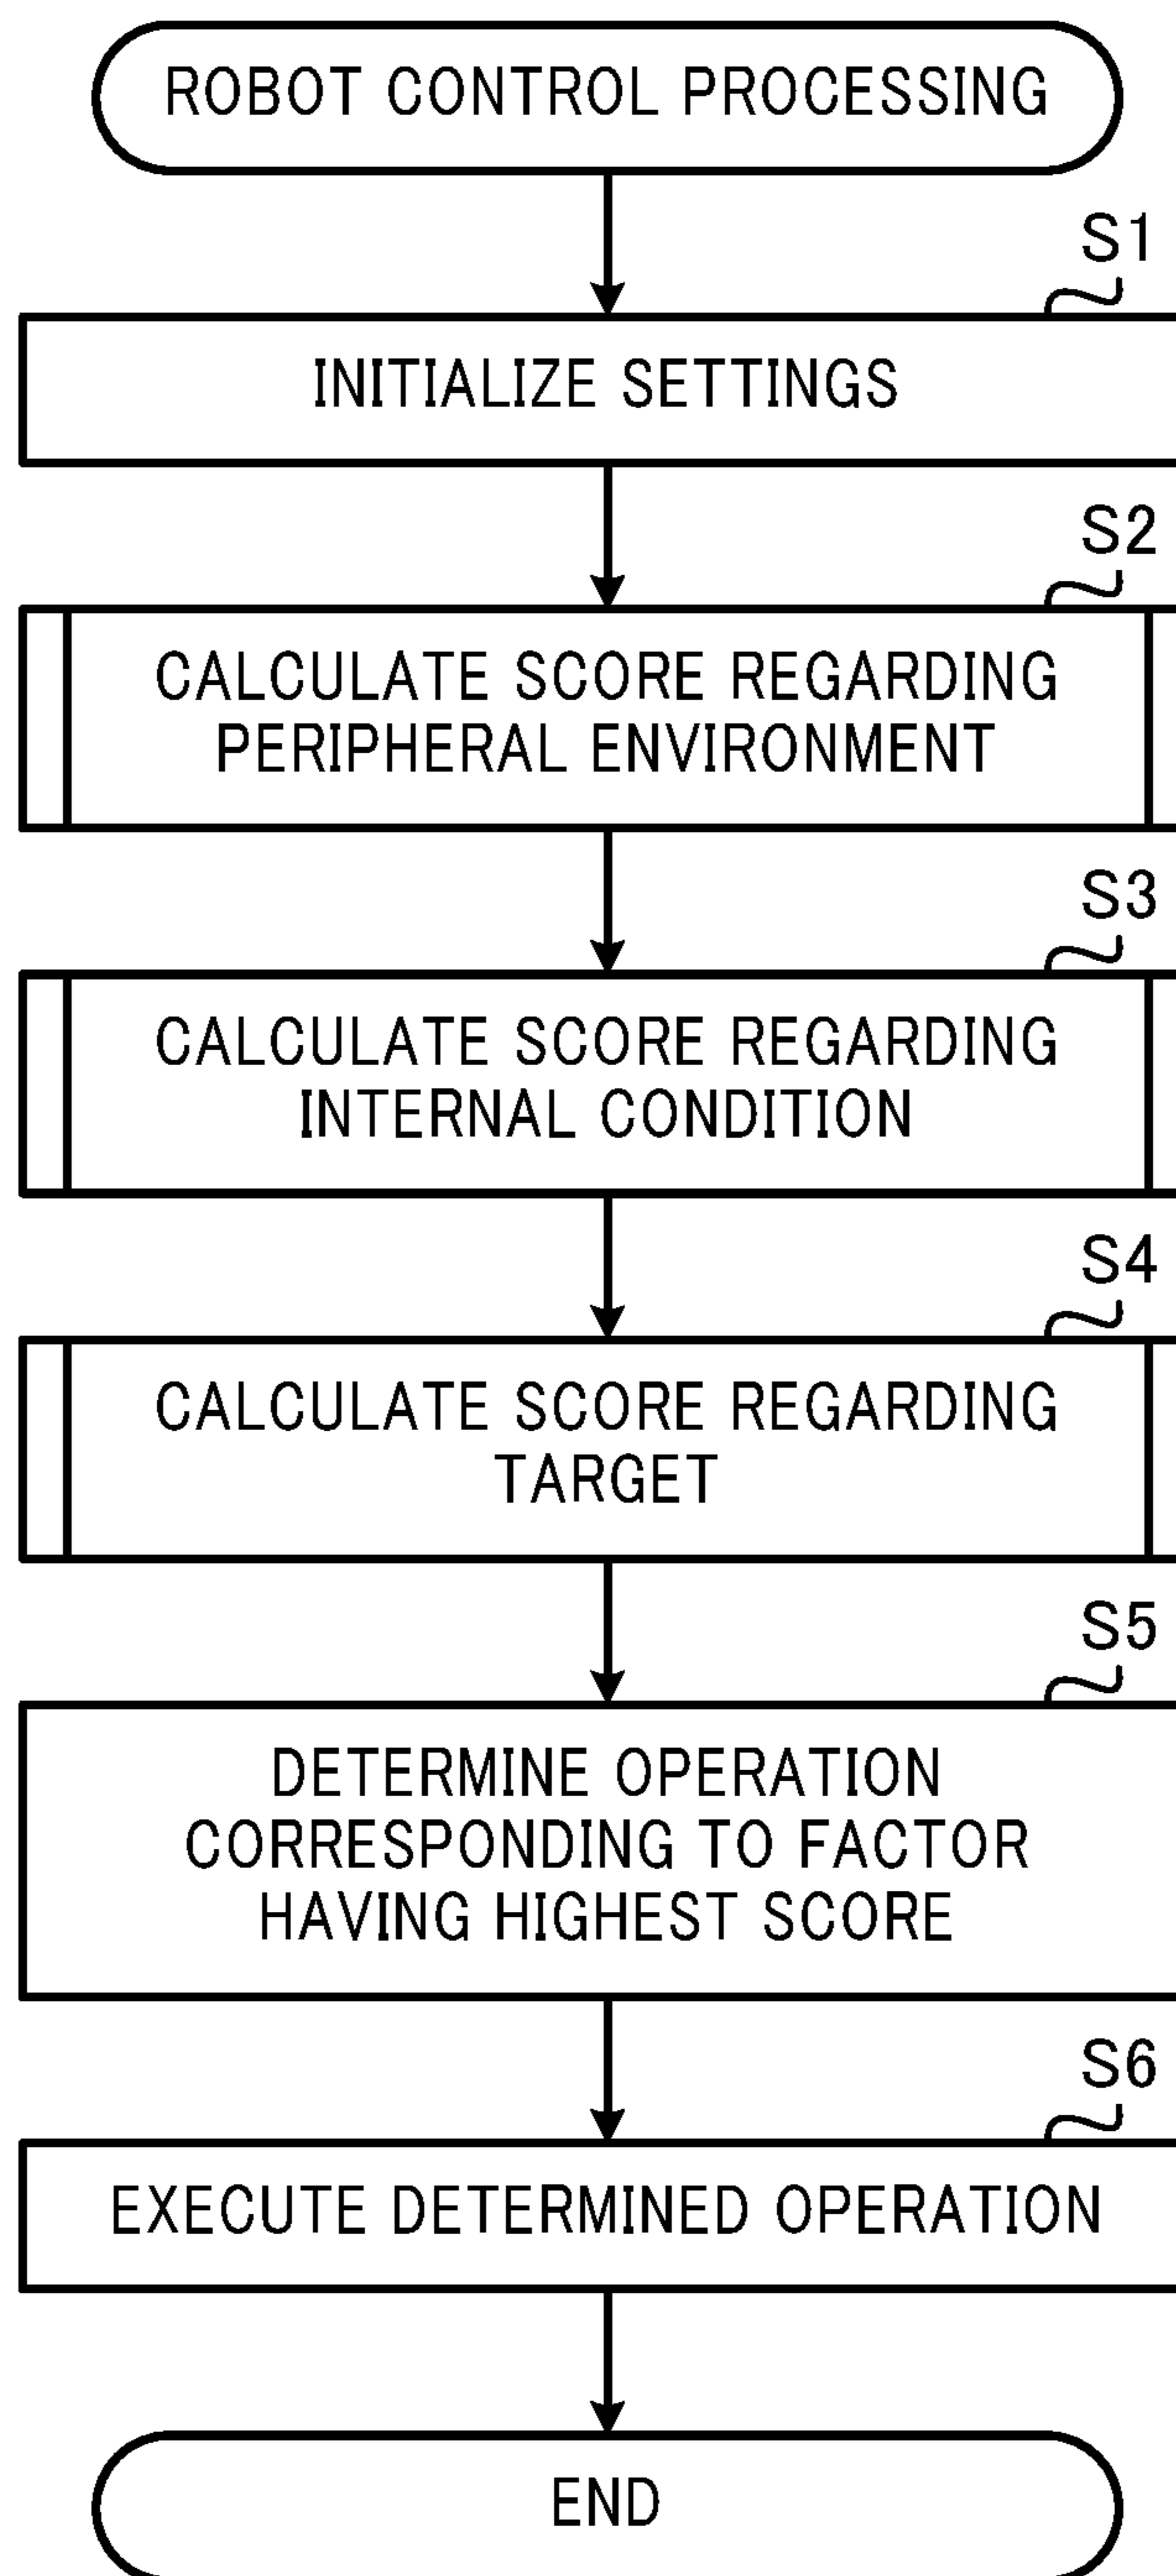 ROBOT CONTROL PROCESSING
S1
INITIALIZE SETTINGS
S2
CALCULATE SCORE REGARDING
PERIPHERAL ENVIRONMENT
S3
CALCULATE SCORE REGARDING
INTERNAL CONDITION
S4
CALCULATE SCORE REGARDING
TARGET
S5
DETERMINE OPERATION
CORRESPONDING TO FACTOR
HAVING HIGHEST SCORE
S6
EXECUTE DETERMINED OPERATION
END